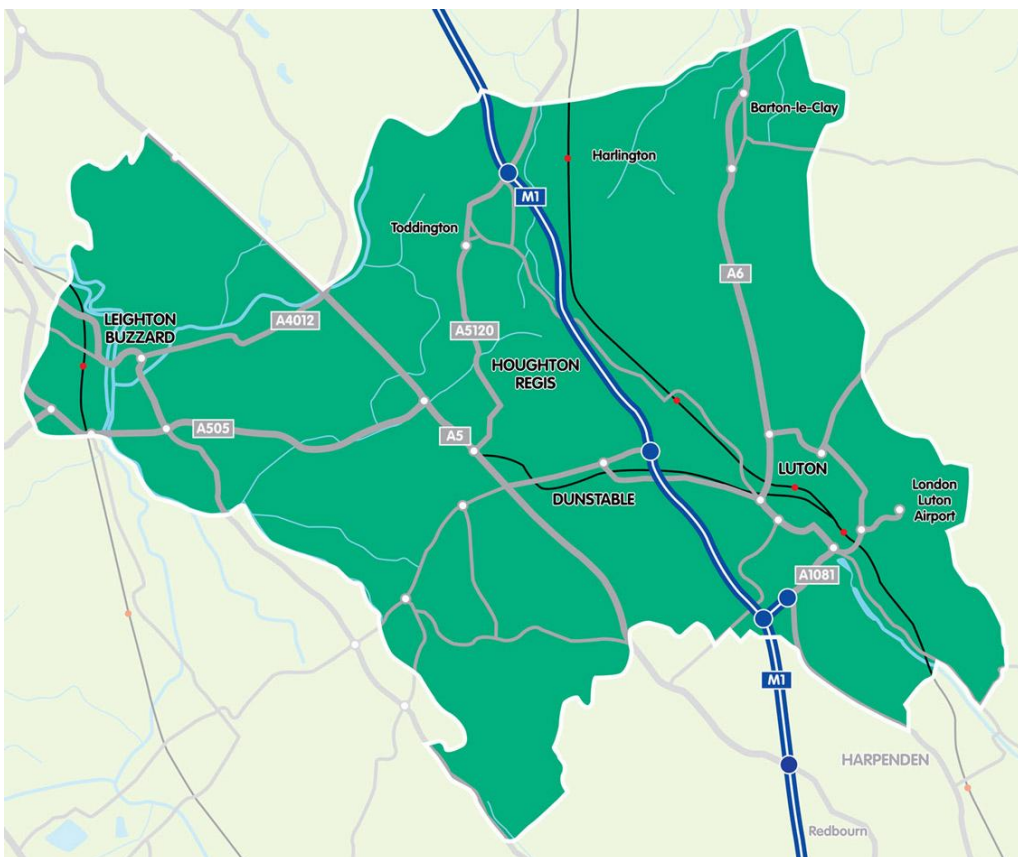 Barton-le-Clay
Harlington
M1
Toddington
A6
LEIGHTON
BUZZARD
A4012
A5120
HOUGHTON
REGIS
A505
A5
LUTON
DUNSTABLE
London
Luton
Airport
A1081
M1
HARPENDEN
Redbourn